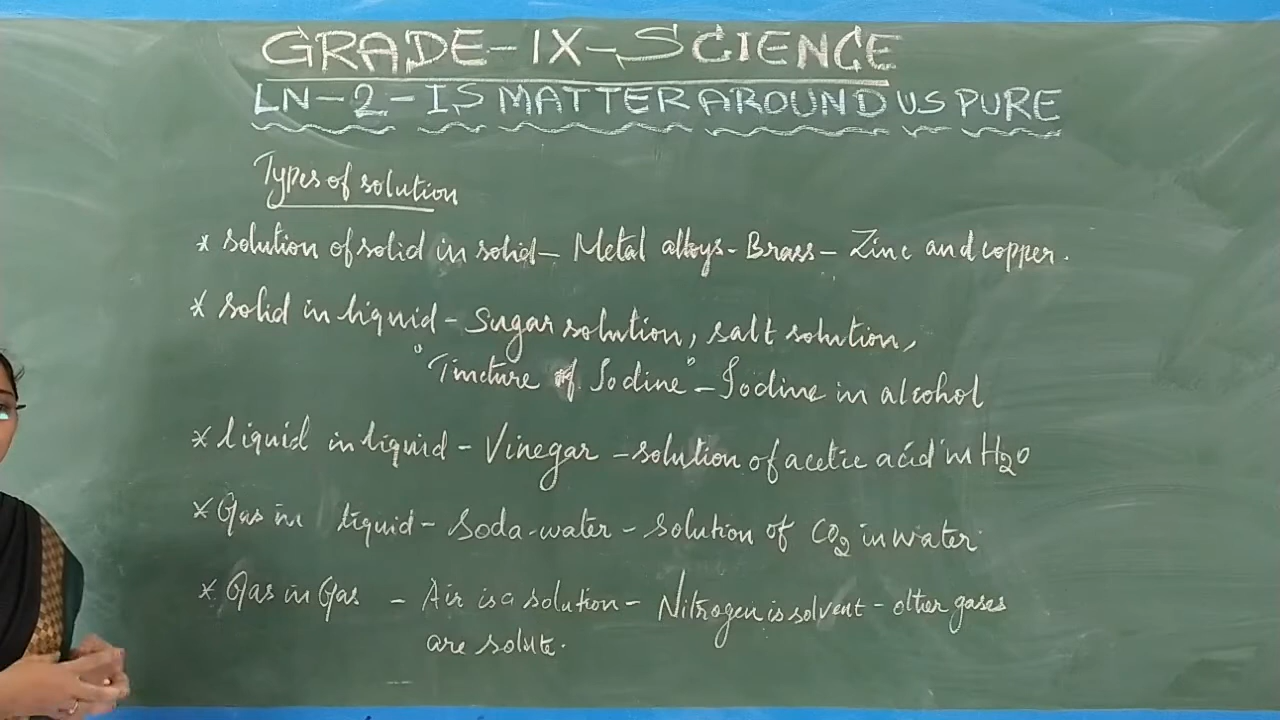 GRADE-IX-SCIENCE
LN-2-IS MATTER AROUND US PURE
Types of solution
* solution of solid in solid - Metal alloys - Brass - Zinc and copper.
* solid in liquid - Sugar solution, salt solution,
"Tincture of Iodine" - Iodine in alcohol
* liquid in liquid - Vinegar - solution of acetic acid in H₂O
* Gas in liquid - Soda-water - solution of CO₂ in water
* Gas in Gas - Air is a solution - Nitrogen is solvent - other gases
are solute.